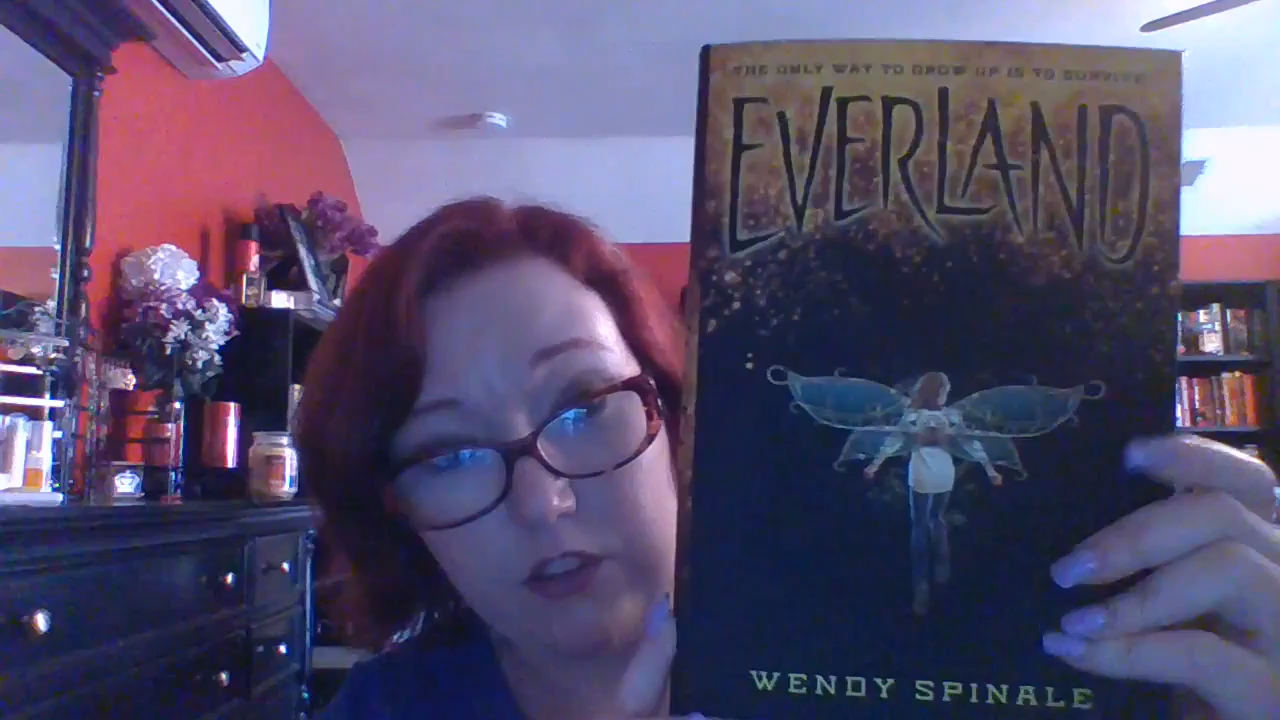 THE ONLY WAY TO GROW UP IS TO SURVIVE
EVERLAND
WENDY SPINALE